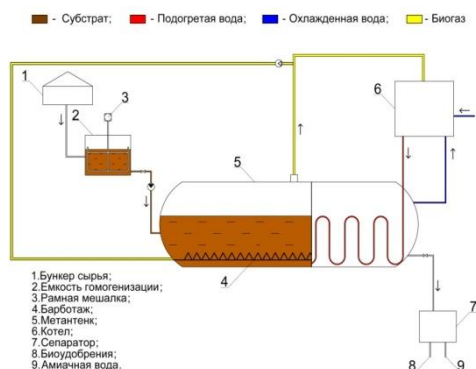 - Субстрат; - Подогретая вода; - Охлажденная вода; - Биогаз
1
2
3
4
5
6
7
8 9
1.Бункер сырья;
2.Емкость гомогенизации;
3.Рамная мешалка;
4.Барботаж;
5.Метантенк;
6.Котел;
7.Сепаратор;
8.Биоудобрения;
9.Амиачная вода.